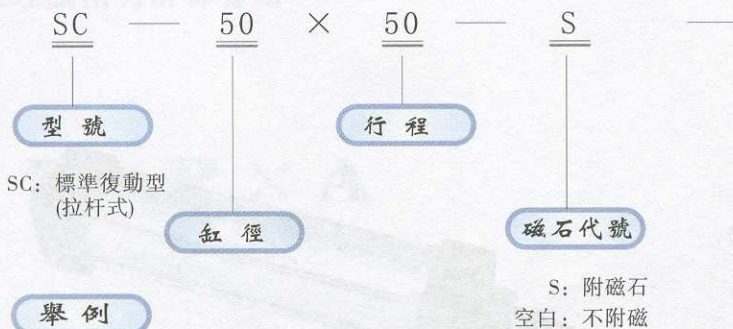 SC — 50 × 50 — S —
型號
行程
SC: 標準復動型
(拉杆式)
缸徑
磁石代號
S: 附磁石
空白: 不附磁
舉例